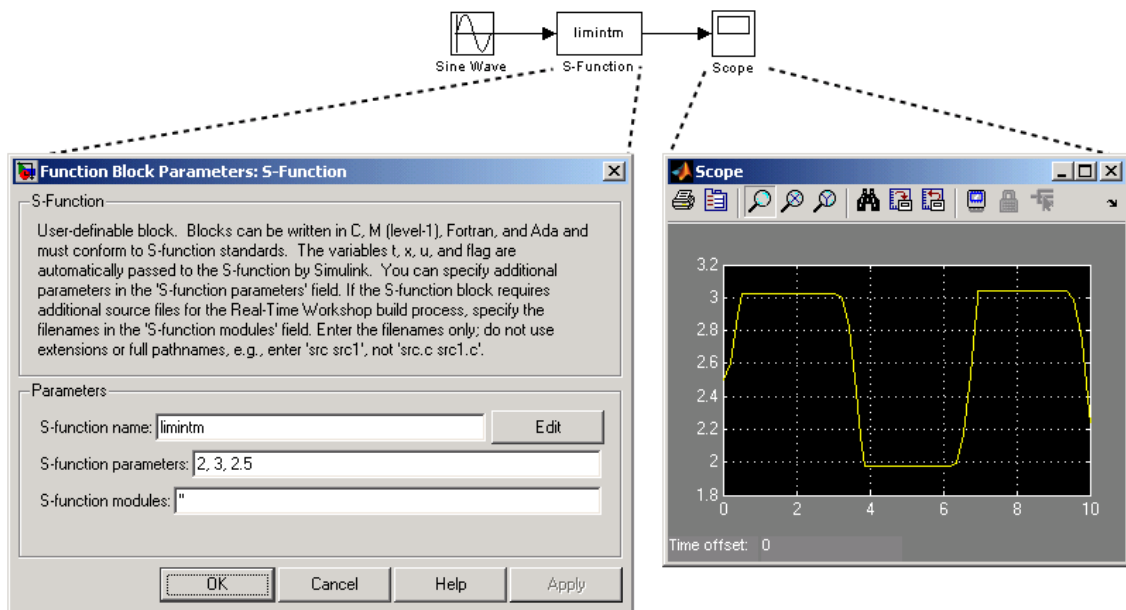 limintm
Sine Wave
S-Function
Scope
Function Block Parameters: S-Function
S-Function
User-definable block. Blocks can be written in C, M (level-1), Fortran, and Ada and
must conform to S-function standards. The variables t, x, u, and flag are
automatically passed to the S-function by Simulink. You can specify additional
parameters in the 'S-function parameters' field. If the S-function block requires
additional source files for the Real-Time Workshop build process, specify the
filenames in the 'S-function modules' field. Enter the filenames only; do not use
extensions or full pathnames, e.g., enter 'src src1', not 'src.c src1.c'.
Parameters
S-function name: limintm
Edit
S-function parameters: 2, 3, 2.5
S-function modules: ''
OK
Cancel
Help
Apply
Scope
3.2
3
2.8
2.6
2.4
2.2
2
1.8
0 2 4 6 8 10
Time offset: 0